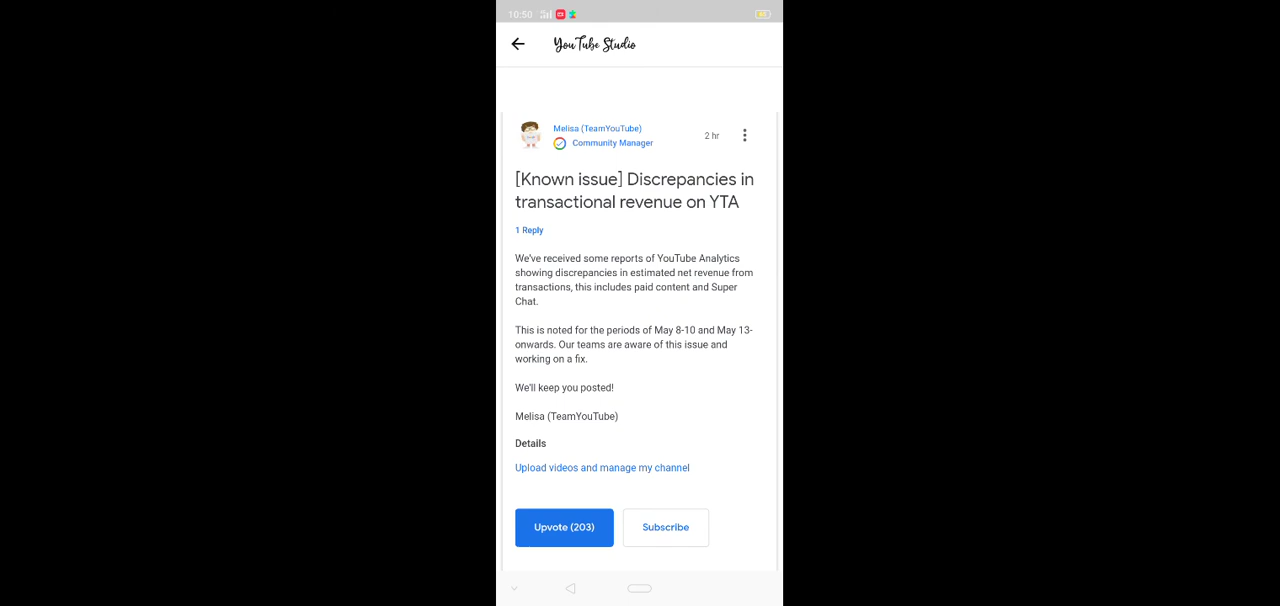 10:50
YouTube Studio
Melisa (TeamYouTube)
Community Manager
2 hr
[Known issue] Discrepancies in
transactional revenue on YTA
1 Reply
We've received some reports of YouTube Analytics
showing discrepancies in estimated net revenue from
transactions, this includes paid content and Super
Chat.
This is noted for the periods of May 8-10 and May 13-
onwards. Our teams are aware of this issue and
working on a fix.
We'll keep you posted!
Melisa (TeamYouTube)
Details
Upload videos and manage my channel
Upvote (203)
Subscribe